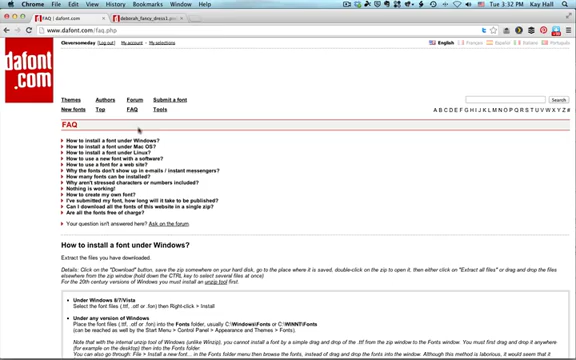 Chrome File Edit View History Bookmarks Window Help Tue 3:32 PM Kay Hall
FAQ | dafont.com
deborah_fancy_dress1.png
www.dafont.com/faq.php
dafont.com
Cleversomeday [Log out] My account - My selections
English Français Español Italiano Português
Themes Authors Forum Submit a font
New fonts Top FAQ Tools
Search
A B C D E F G H I J K L M N O P Q R S T U V W X Y Z #
FAQ
How to install a font under Windows?
How to install a font under Mac OS?
How to install a font under Linux?
How to use a new font with a software?
How to use a font for a web site?
Why the fonts don't show up in e-mails / instant messengers?
How many fonts can be installed?
Why aren't stressed characters or numbers included?
Nothing is working!
How to create my own font?
I've submitted my font, how long will it take to be published?
Can I download all the fonts of this website in a single zip?
Are all the fonts free of charge?
Your question isn't answered here? Ask on the forum
How to install a font under Windows?
Extract the files you have downloaded.
Details: Click on the "Download" button, save the zip somewhere on your hard disk, go to the place where it is saved, double-click on the zip to open it, then either click on "Extract all files" or drag and drop the
files elsewhere from the zip window (hold down the CTRL key to select several files at once)
For the 20th century versions of Windows you must install an unzip tool first.
Under Windows 8/7/Vista
Select the font files (.ttf, .otf or .fon) then Right-click > Install
Under any version of Windows
Place the font files (.ttf, .otf or .fon) into the Fonts folder, usually C:\Windows\Fonts or C:\WINNT\Fonts
(can be reached as well by the Start Menu > Control Panel > Appearance and Themes > Fonts).
Note that with the internal unzip tool of Windows (unlike Winzip), you cannot install a font by a simple drag and drop of the .ttf from the zip window to the Fonts window. You must first drag and drop it anywhere
(for example on the desktop) then into the Fonts folder.
You can also go through: File > Install a new font... in the Fonts menu then browse the fonts, instead of drag and drop the fonts into the window. Although this method is laborious, it will seem